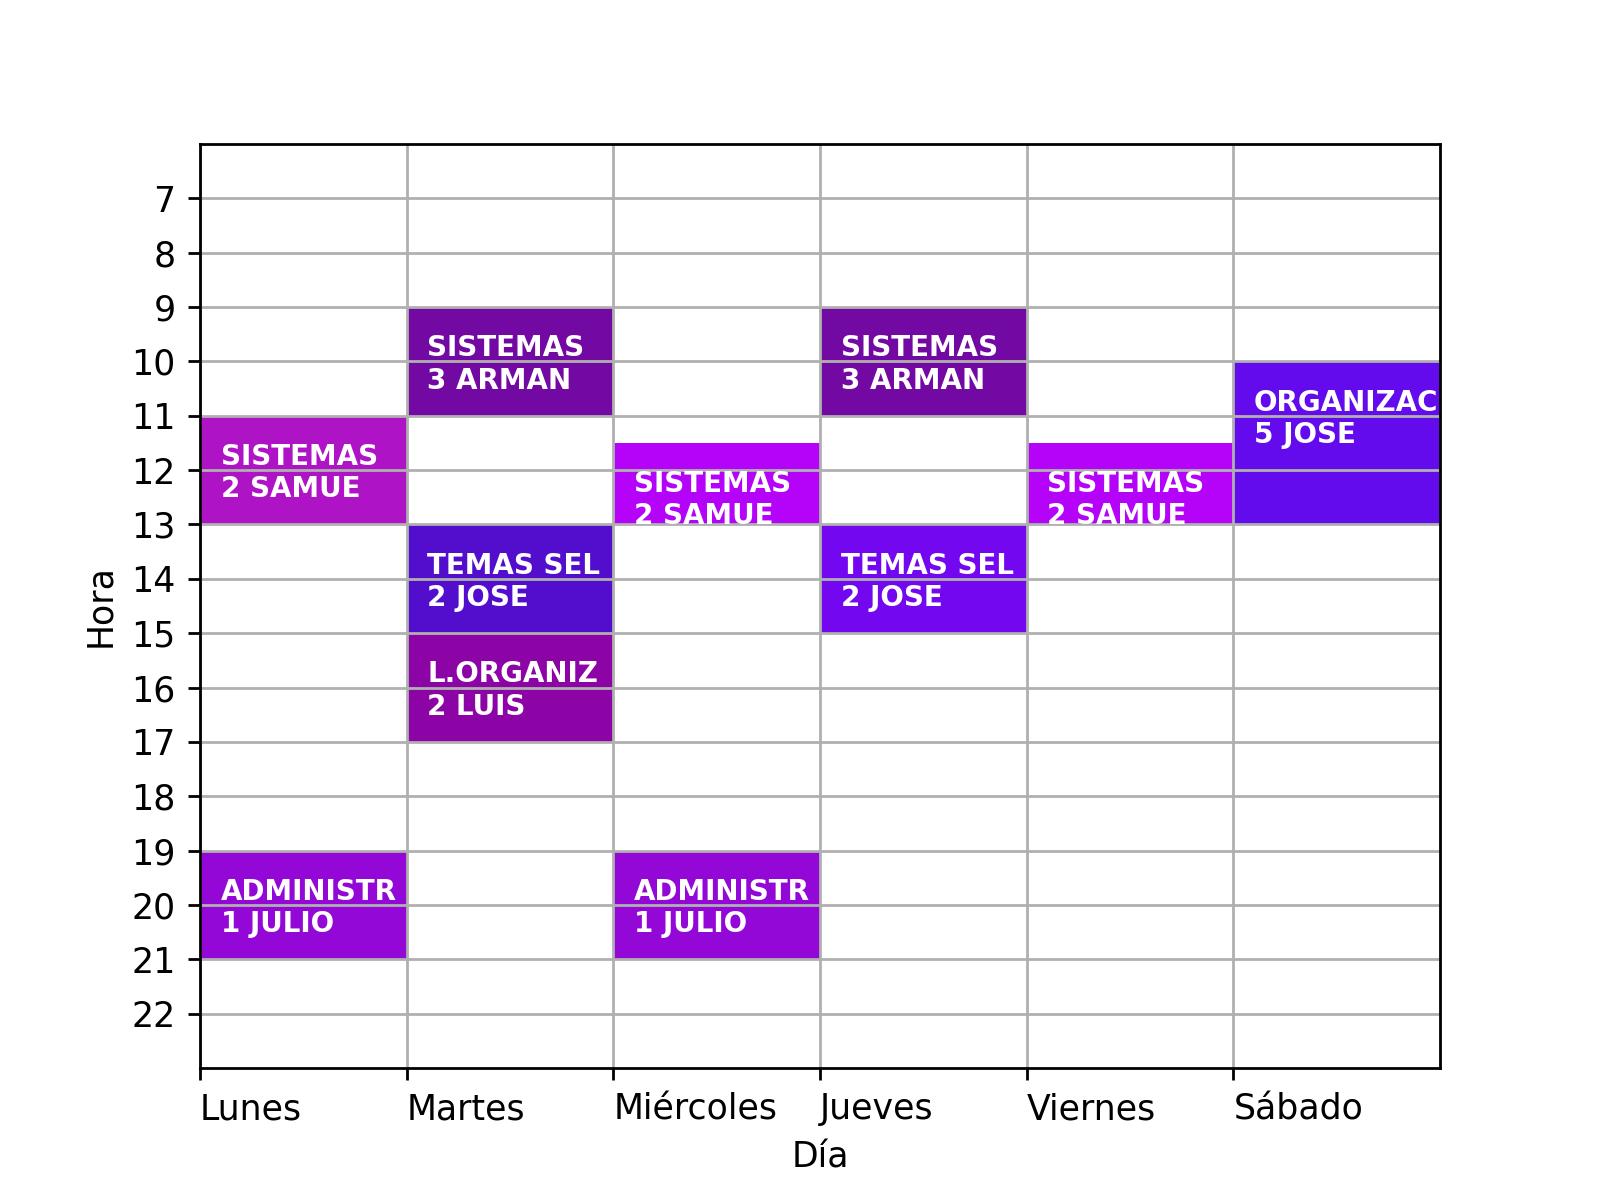 7
8
9
SISTEMAS
3 ARMAN
SISTEMAS
3 ARMAN
10
ORGANIZAC
5 JOSE
11
SISTEMAS
2 SAMUE
12
SISTEMAS
2 SAMUE
SISTEMAS
2 SAMUE
13
TEMAS SEL
2 JOSE
TEMAS SEL
2 JOSE
14
Hora
15
L.ORGANIZ
2 LUIS
16
17
18
19
ADMINISTR
1 JULIO
ADMINISTR
1 JULIO
20
21
22
Lunes Martes Miércoles Jueves Viernes Sábado
Día